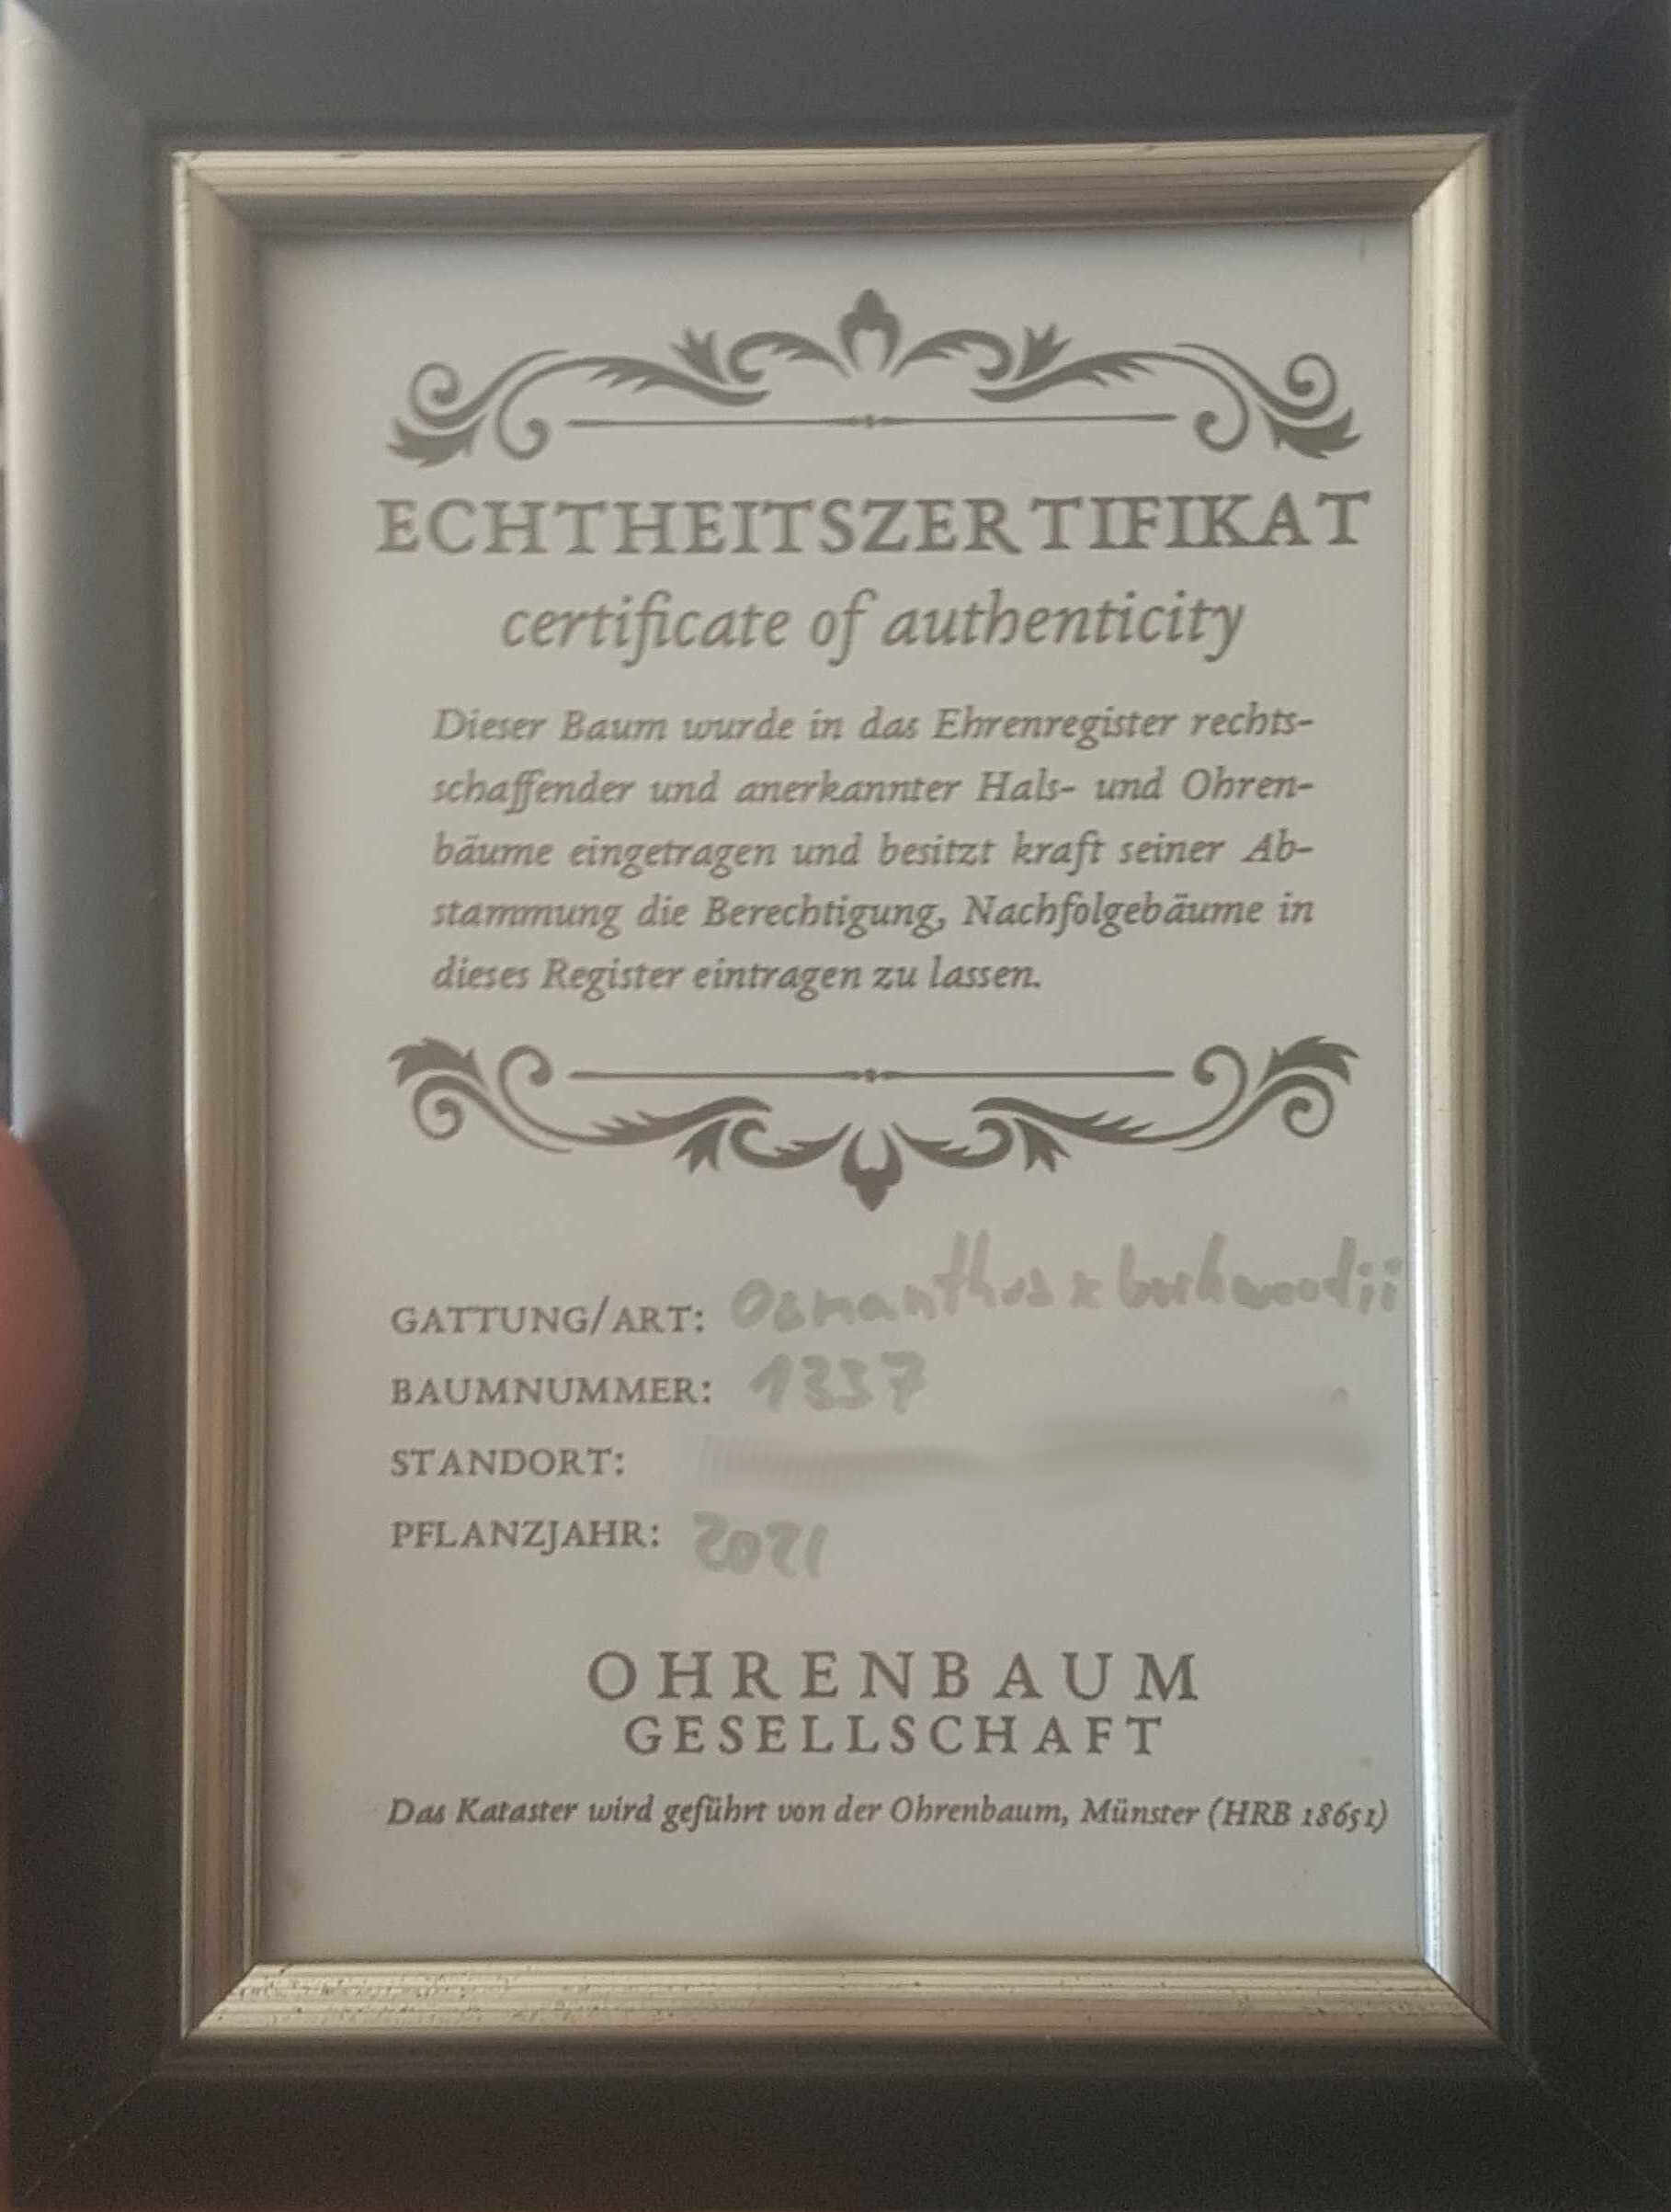 ECHTHEITSZERTIFIKAT
certificate of authenticity
Dieser Baum wurde in das Ehrenregister rechts-
schaffender und anerkannter Hals- und Ohren-
bäume eingetragen und besitzt kraft seiner Ab-
stammung die Berechtigung, Nachfolgebäume in
dieses Register eintragen zu lassen.
GATTUNG/ART: Osmanthus x burkwoodii
BAUMNUMMER: 1337
STANDORT:
PFLANZJAHR: 2021
OHRENBAUM
GESELLSCHAFT
Das Kataster wird geführt von der Ohrenbaum, Münster (HRB 18651)